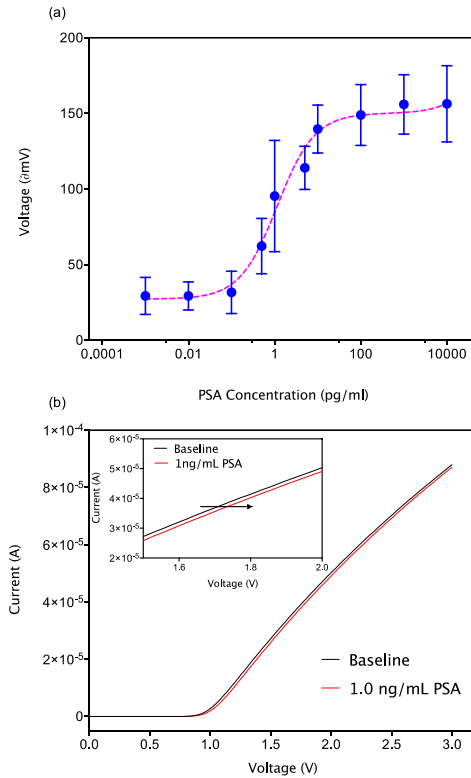 (a)
200
150
100
50
0
Voltage (∂mV)
0.0001 0.01 1 100 10000
PSA Concentration (pg/ml)
(b)
1×10⁻⁴
8×10⁻⁵
6×10⁻⁵
4×10⁻⁵
2×10⁻⁵
0
Current (A)
6×10⁻⁵
5×10⁻⁵
4×10⁻⁵
3×10⁻⁵
2×10⁻⁵
Current (A)
Baseline
1ng/mL PSA
1.6 1.8 2.0
Voltage (V)
Baseline
1.0 ng/mL PSA
0.0 0.5 1.0 1.5 2.0 2.5 3.0
Voltage (V)